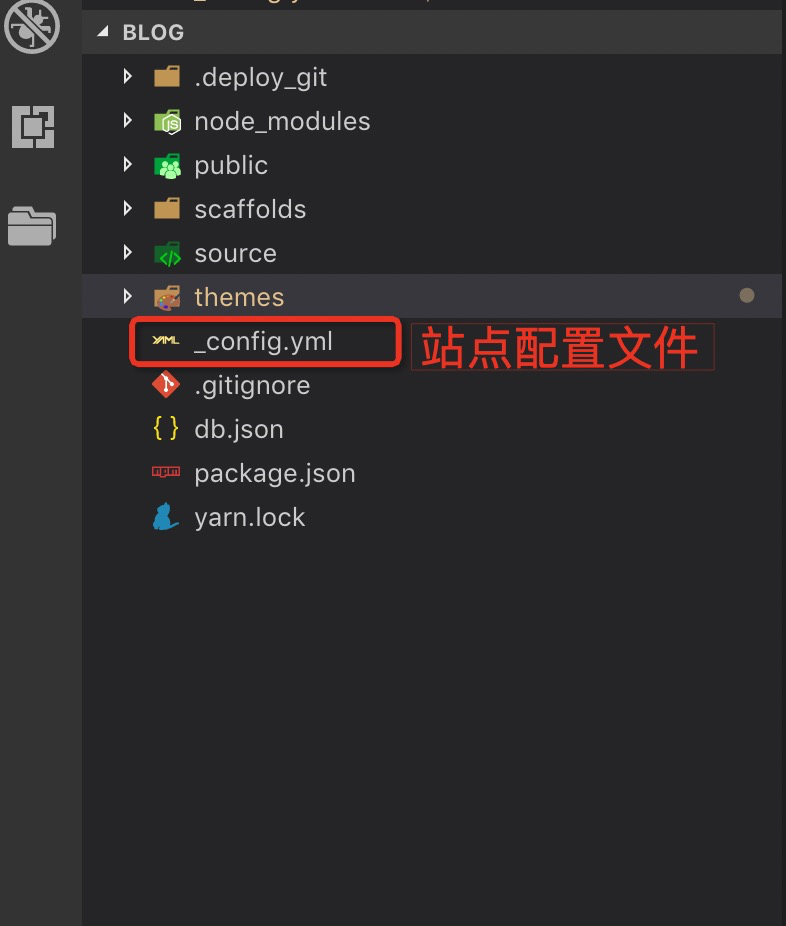 BLOG
.deploy_git
node_modules
public
scaffolds
source
themes
_config.yml 站点配置文件
.gitignore
db.json
package.json
yarn.lock